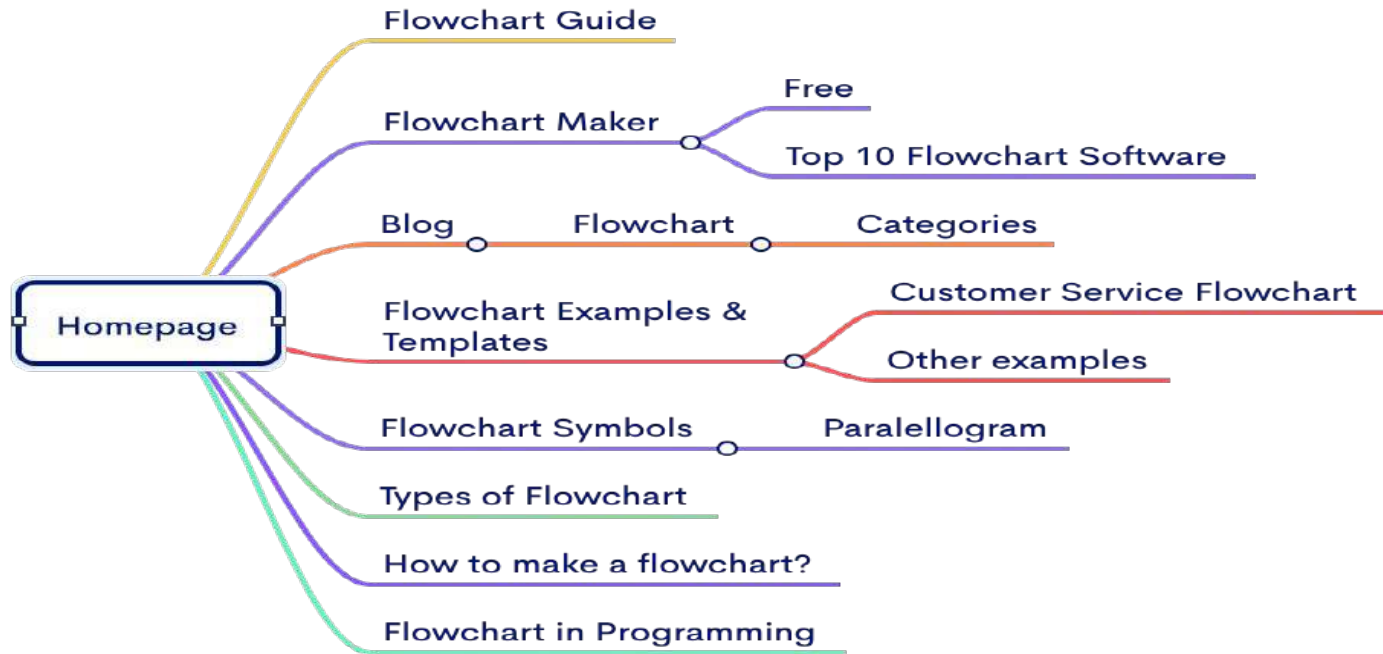 Flowchart Guide
Free
Flowchart Maker
Top 10 Flowchart Software
Blog
Flowchart
Categories
Customer Service Flowchart
Flowchart Examples &
Templates
Homepage
Other examples
Flowchart Symbols
Paralellogram
Types of Flowchart
How to make a flowchart?
Flowchart in Programming